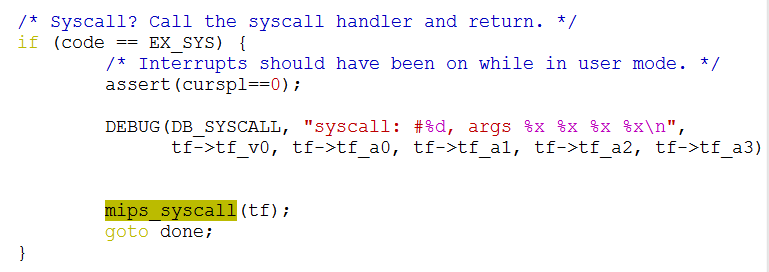 /* Syscall? Call the syscall handler and return. */
if (code == EX_SYS) {
/* Interrupts should have been on while in user mode. */
assert(curspl==0);
DEBUG(DB_SYSCALL, "syscall: #%d, args %x %x %x %x\n",
tf->tf_v0, tf->tf_a0, tf->tf_a1, tf->tf_a2, tf->tf_a3)
mips_syscall(tf);
goto done;
}